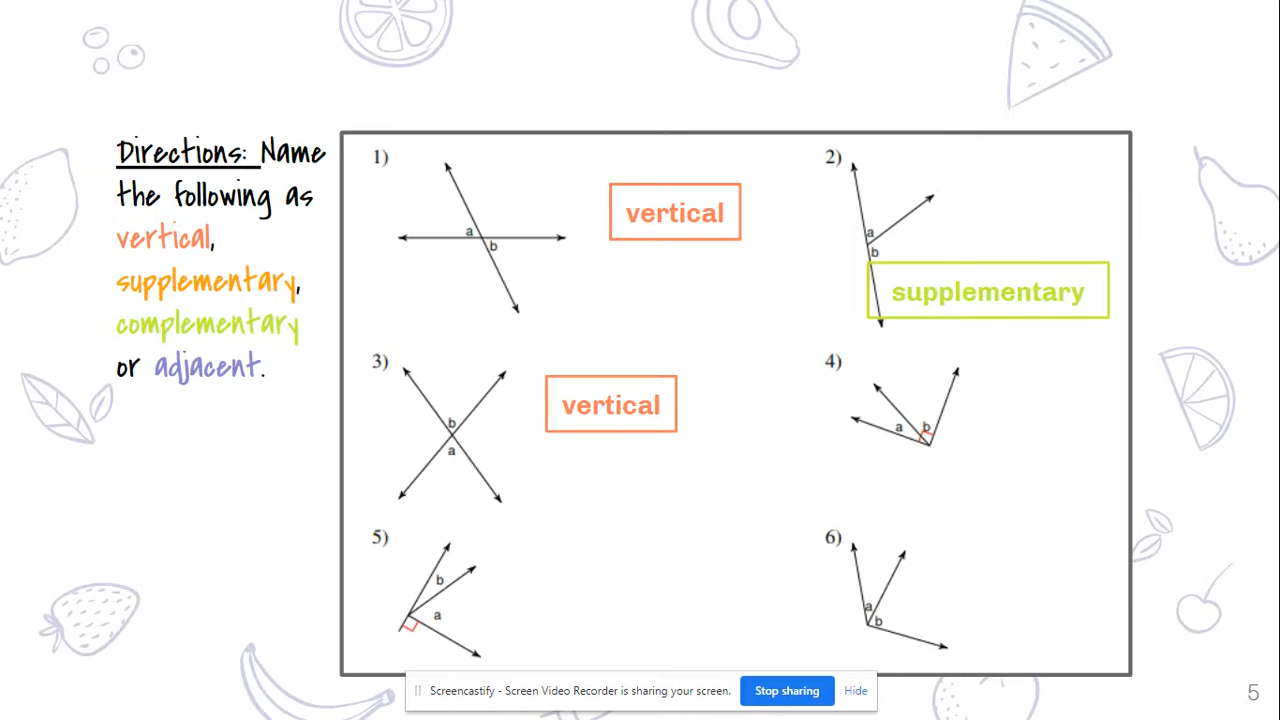 Directions: Name
the following as
vertical,
supplementary,
complementary
or adjacent.
1)
a
b
vertical
2)
a
b
supplementary
3)
b
a
vertical
4)
a
b
5)
b
a
6)
a
b
Screencastify - Screen Video Recorder is sharing your screen.
Stop sharing
Hide
5